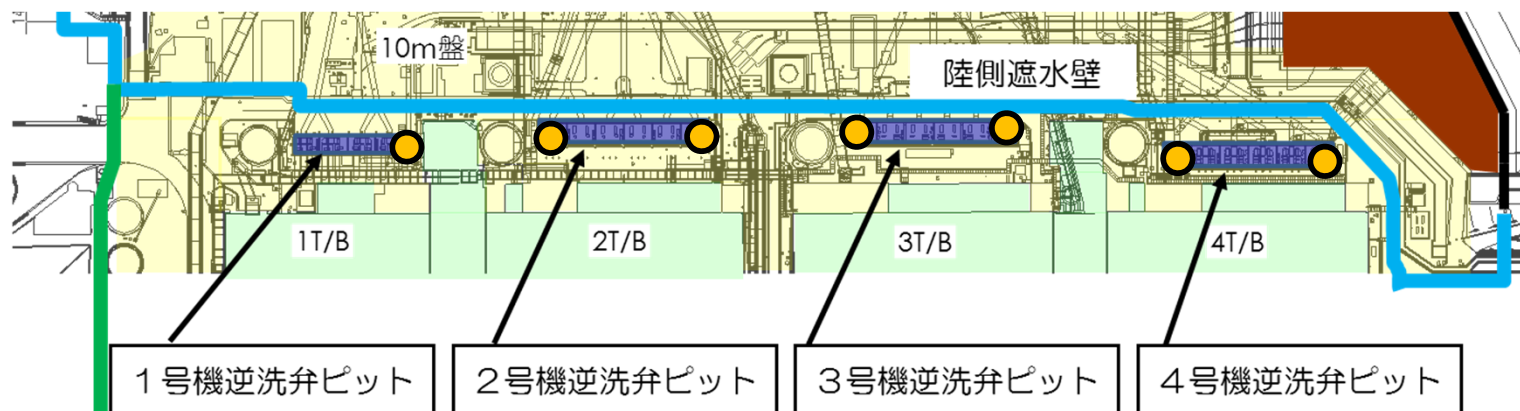 10m盤
陸側遮水壁
1T/B
2T/B
3T/B
4T/B
１号機逆洗弁ピット
２号機逆洗弁ピット
３号機逆洗弁ピット
４号機逆洗弁ピット